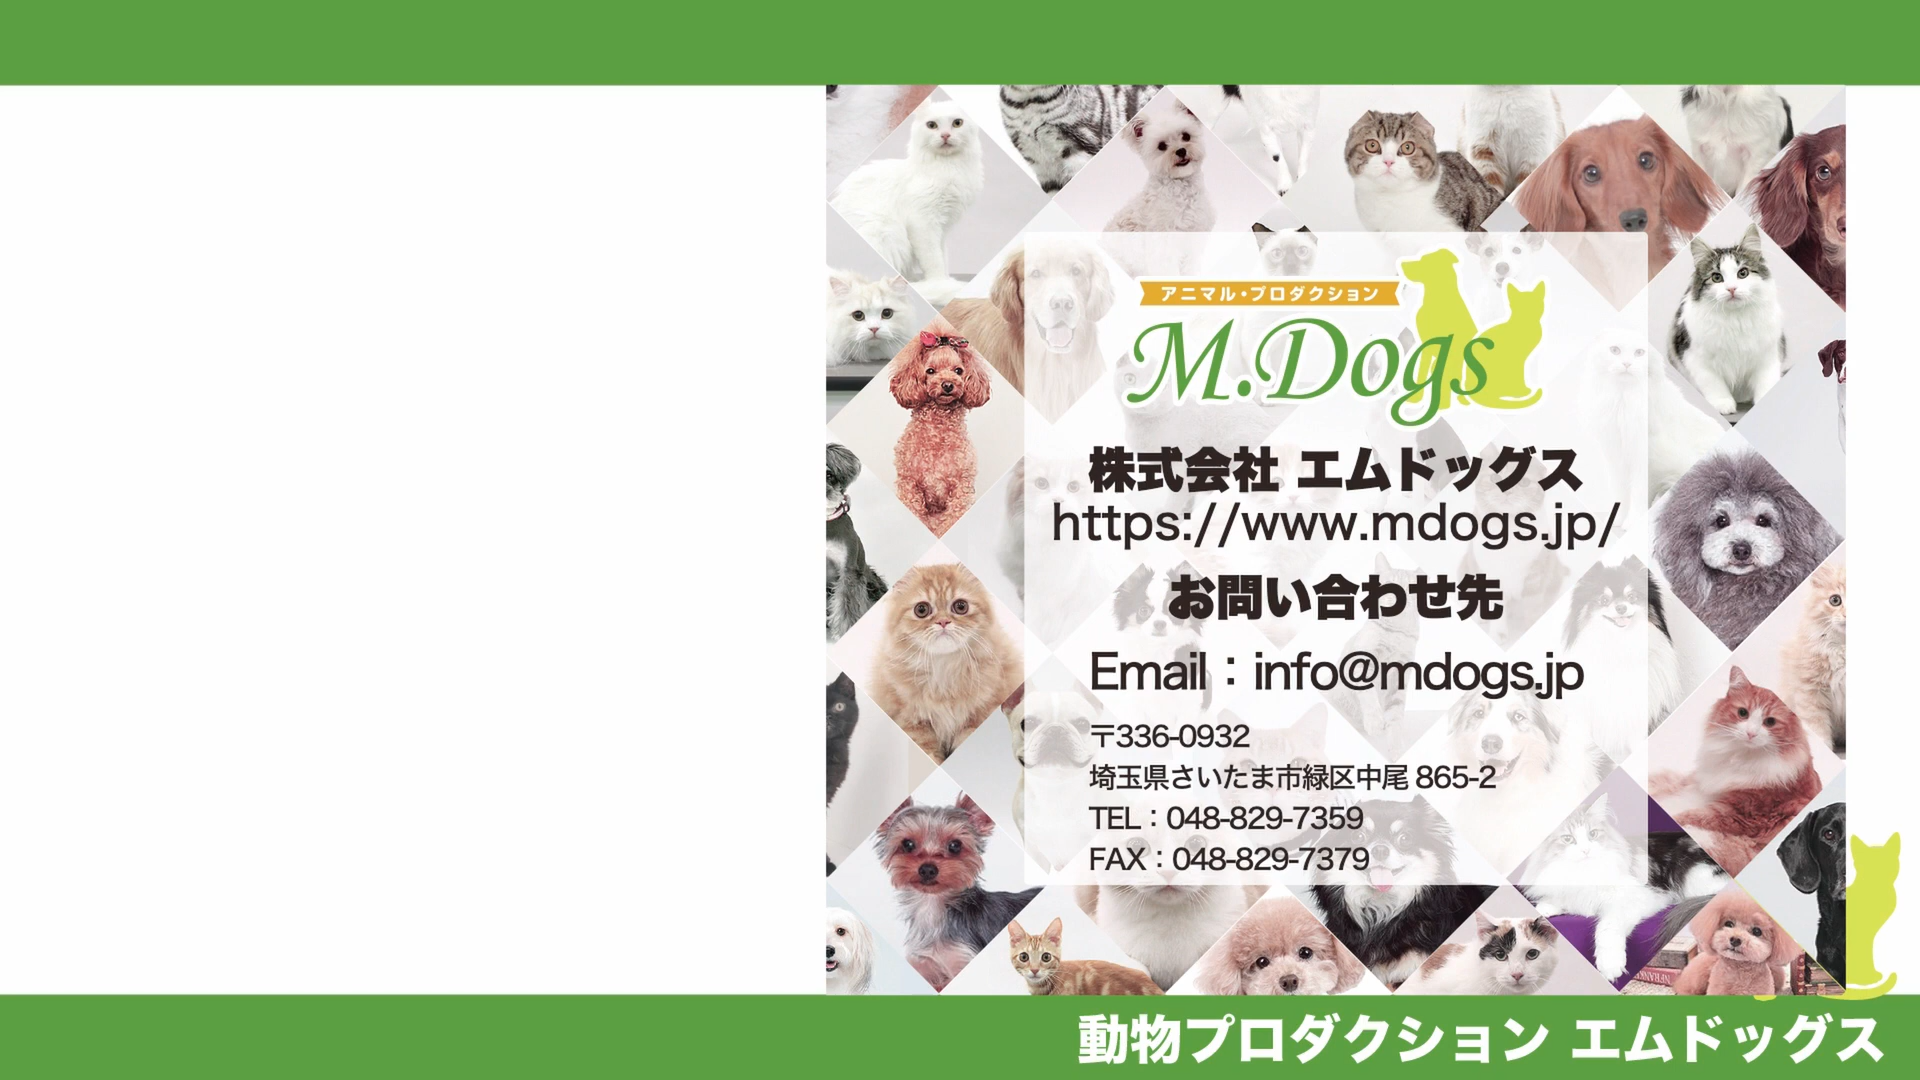 アニマル・プロダクション
M.Dogs
株式会社 エムドッグス
https://www.mdogs.jp/
お問い合わせ先
Email：info@mdogs.jp
〒336-0932
埼玉県さいたま市緑区中尾 865-2
TEL：048-829-7359
FAX：048-829-7379
動物プロダクション エムドッグス